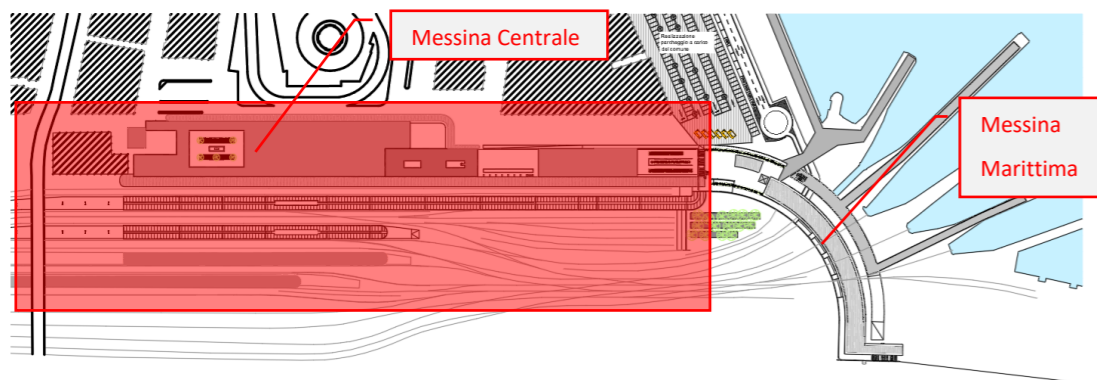 Messina Centrale
Realizzazione
parcheggio a carico
del comune
Messina
Marittima